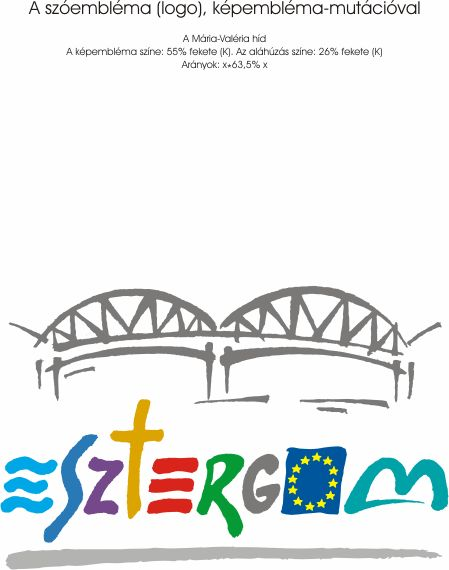 A szóembléma (logo), képembléma-mutációval
A Mária-Valéria híd
A képembléma színe: 55% fekete (K). Az aláhúzás színe: 26% fekete (K)
Arányok: x*63,5% x
ESZTERGOM